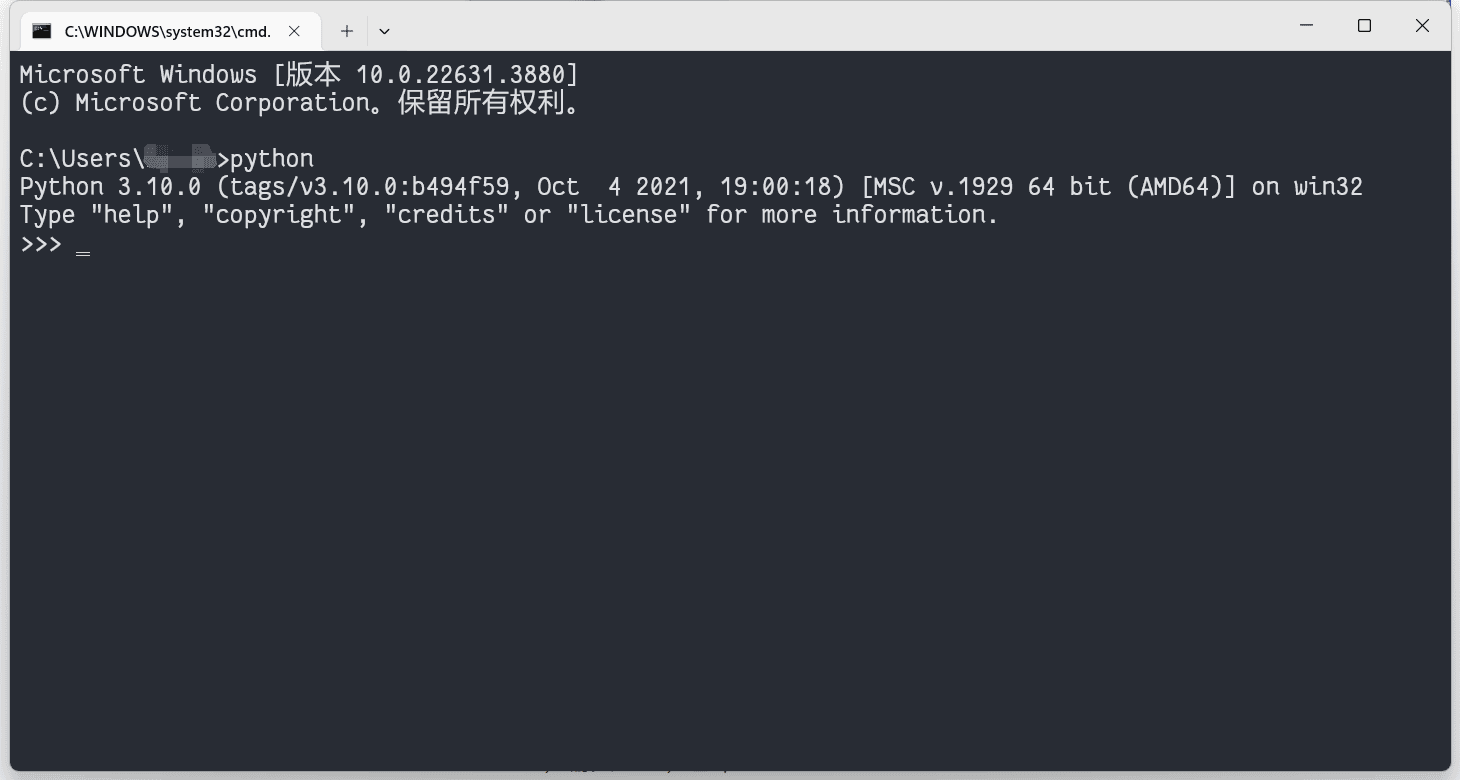 C:\WINDOWS\system32\cmd.
Microsoft Windows [版本 10.0.22631.3880]
(c) Microsoft Corporation。保留所有权利。
C:\Users\>python
Python 3.10.0 (tags/v3.10.0:b494f59, Oct  4 2021, 19:00:18) [MSC v.1929 64 bit (AMD64)] on win32
Type "help", "copyright", "credits" or "license" for more information.
>>> _